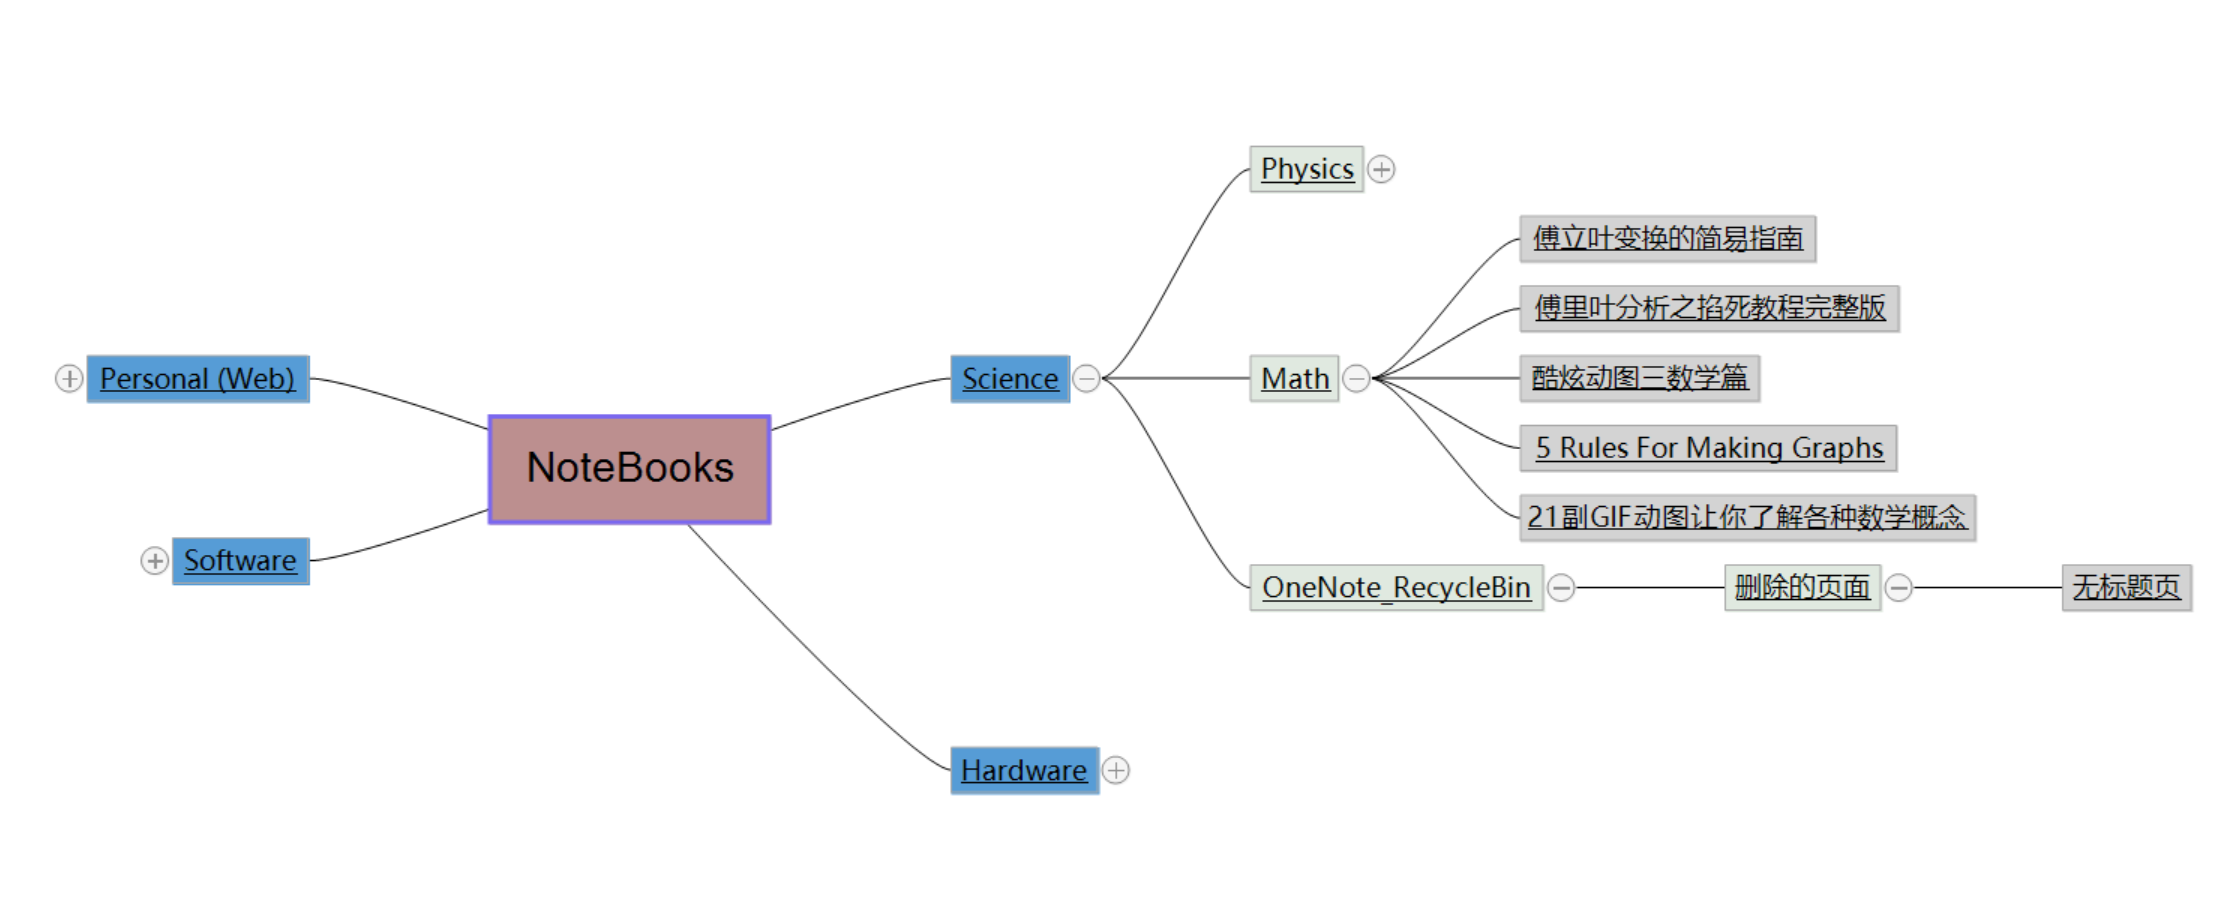 Physics
傅立叶变换的简易指南
傅里叶分析之掐死教程完整版
Personal (Web)
Science
Math
酷炫动图三数学篇
NoteBooks
5 Rules For Making Graphs
21副GIF动图让你了解各种数学概念
Software
OneNote_RecycleBin
删除的页面
无标题页
Hardware